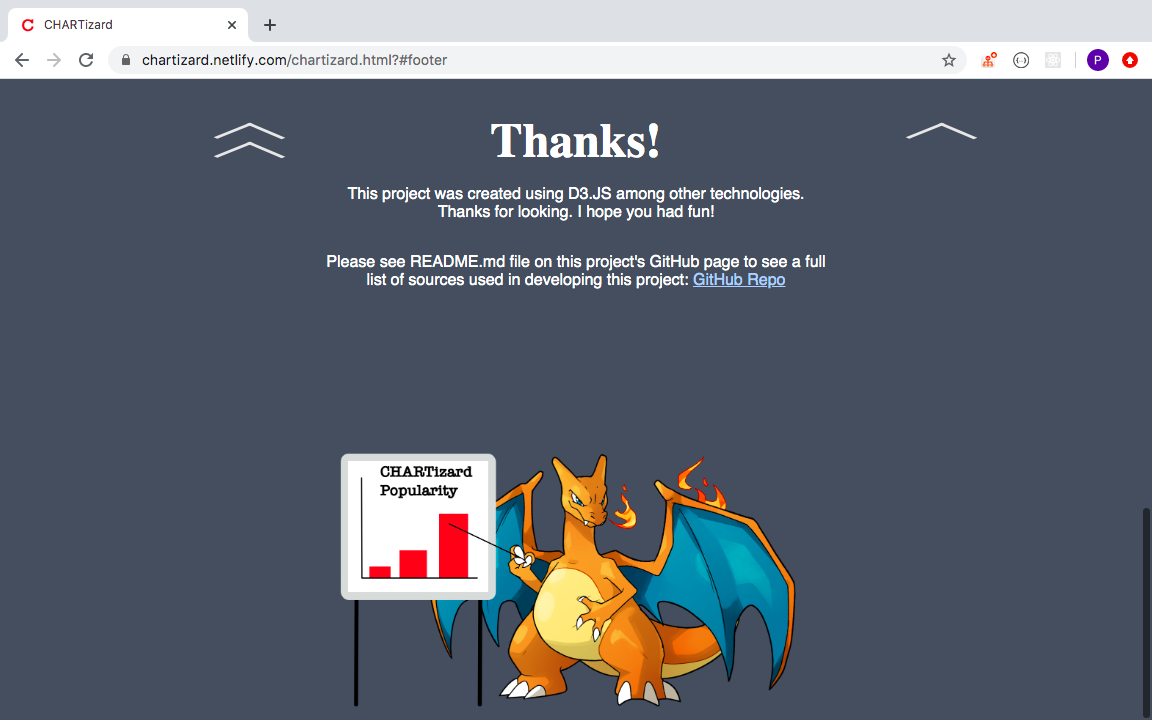 CHARTizard
chartizard.netlify.com/chartizard.html?#footer
P
Thanks!
This project was created using D3.JS among other technologies.
Thanks for looking. I hope you had fun!
Please see README.md file on this project's GitHub page to see a full
list of sources used in developing this project: GitHub Repo
CHARTizard
Popularity